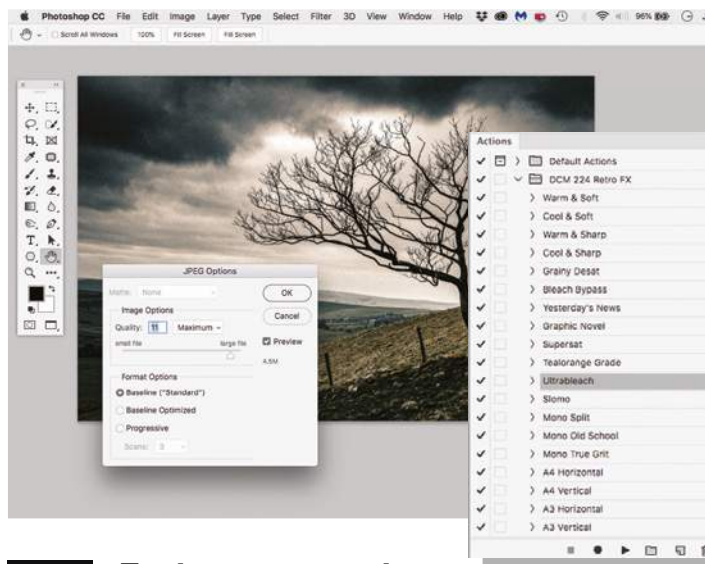 Photoshop CC File Edit Image Layer Type Select Filter 3D View Window Help 96%
Scroll All Windows 100% Fit Screen Fill Screen
Actions
Default Actions
DCM 224 Retro FX
Warm & Soft
Cool & Soft
Warm & Sharp
Cool & Sharp
Grainy Desat
Bleach Bypass
Yesterday's News
Graphic Novel
Supersat
Tealorange Grade
Ultrableach
Slomo
Mono Split
Mono Old School
Mono True Grit
A4 Horizontal
A4 Vertical
A3 Horizontal
A3 Vertical
JPEG Options
Matte: None
OK
Image Options
Cancel
Quality: 11 Maximum
Preview
small file large file
4.5M
Format Options
Baseline ("Standard")
Baseline Optimized
Progressive
Scans: 3